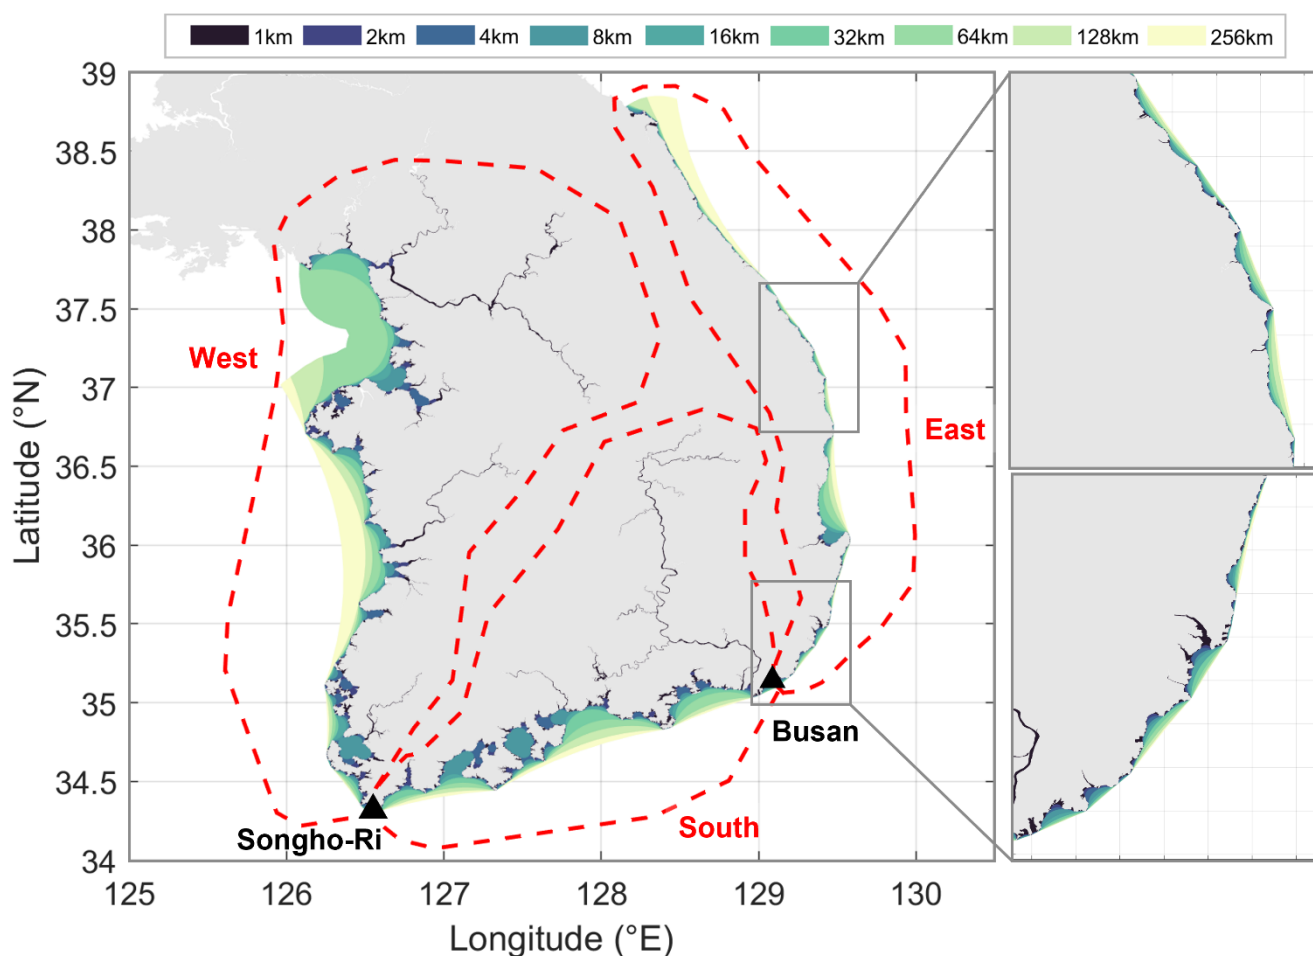 1km 2km 4km 8km 16km 32km 64km 128km 256km
39
38.5
38
37.5
37
36.5
36
35.5
35
34.5
34
Latitude (°N)
West
East
South
Busan
Songho-Ri
125 126 127 128 129 130
Longitude (°E)